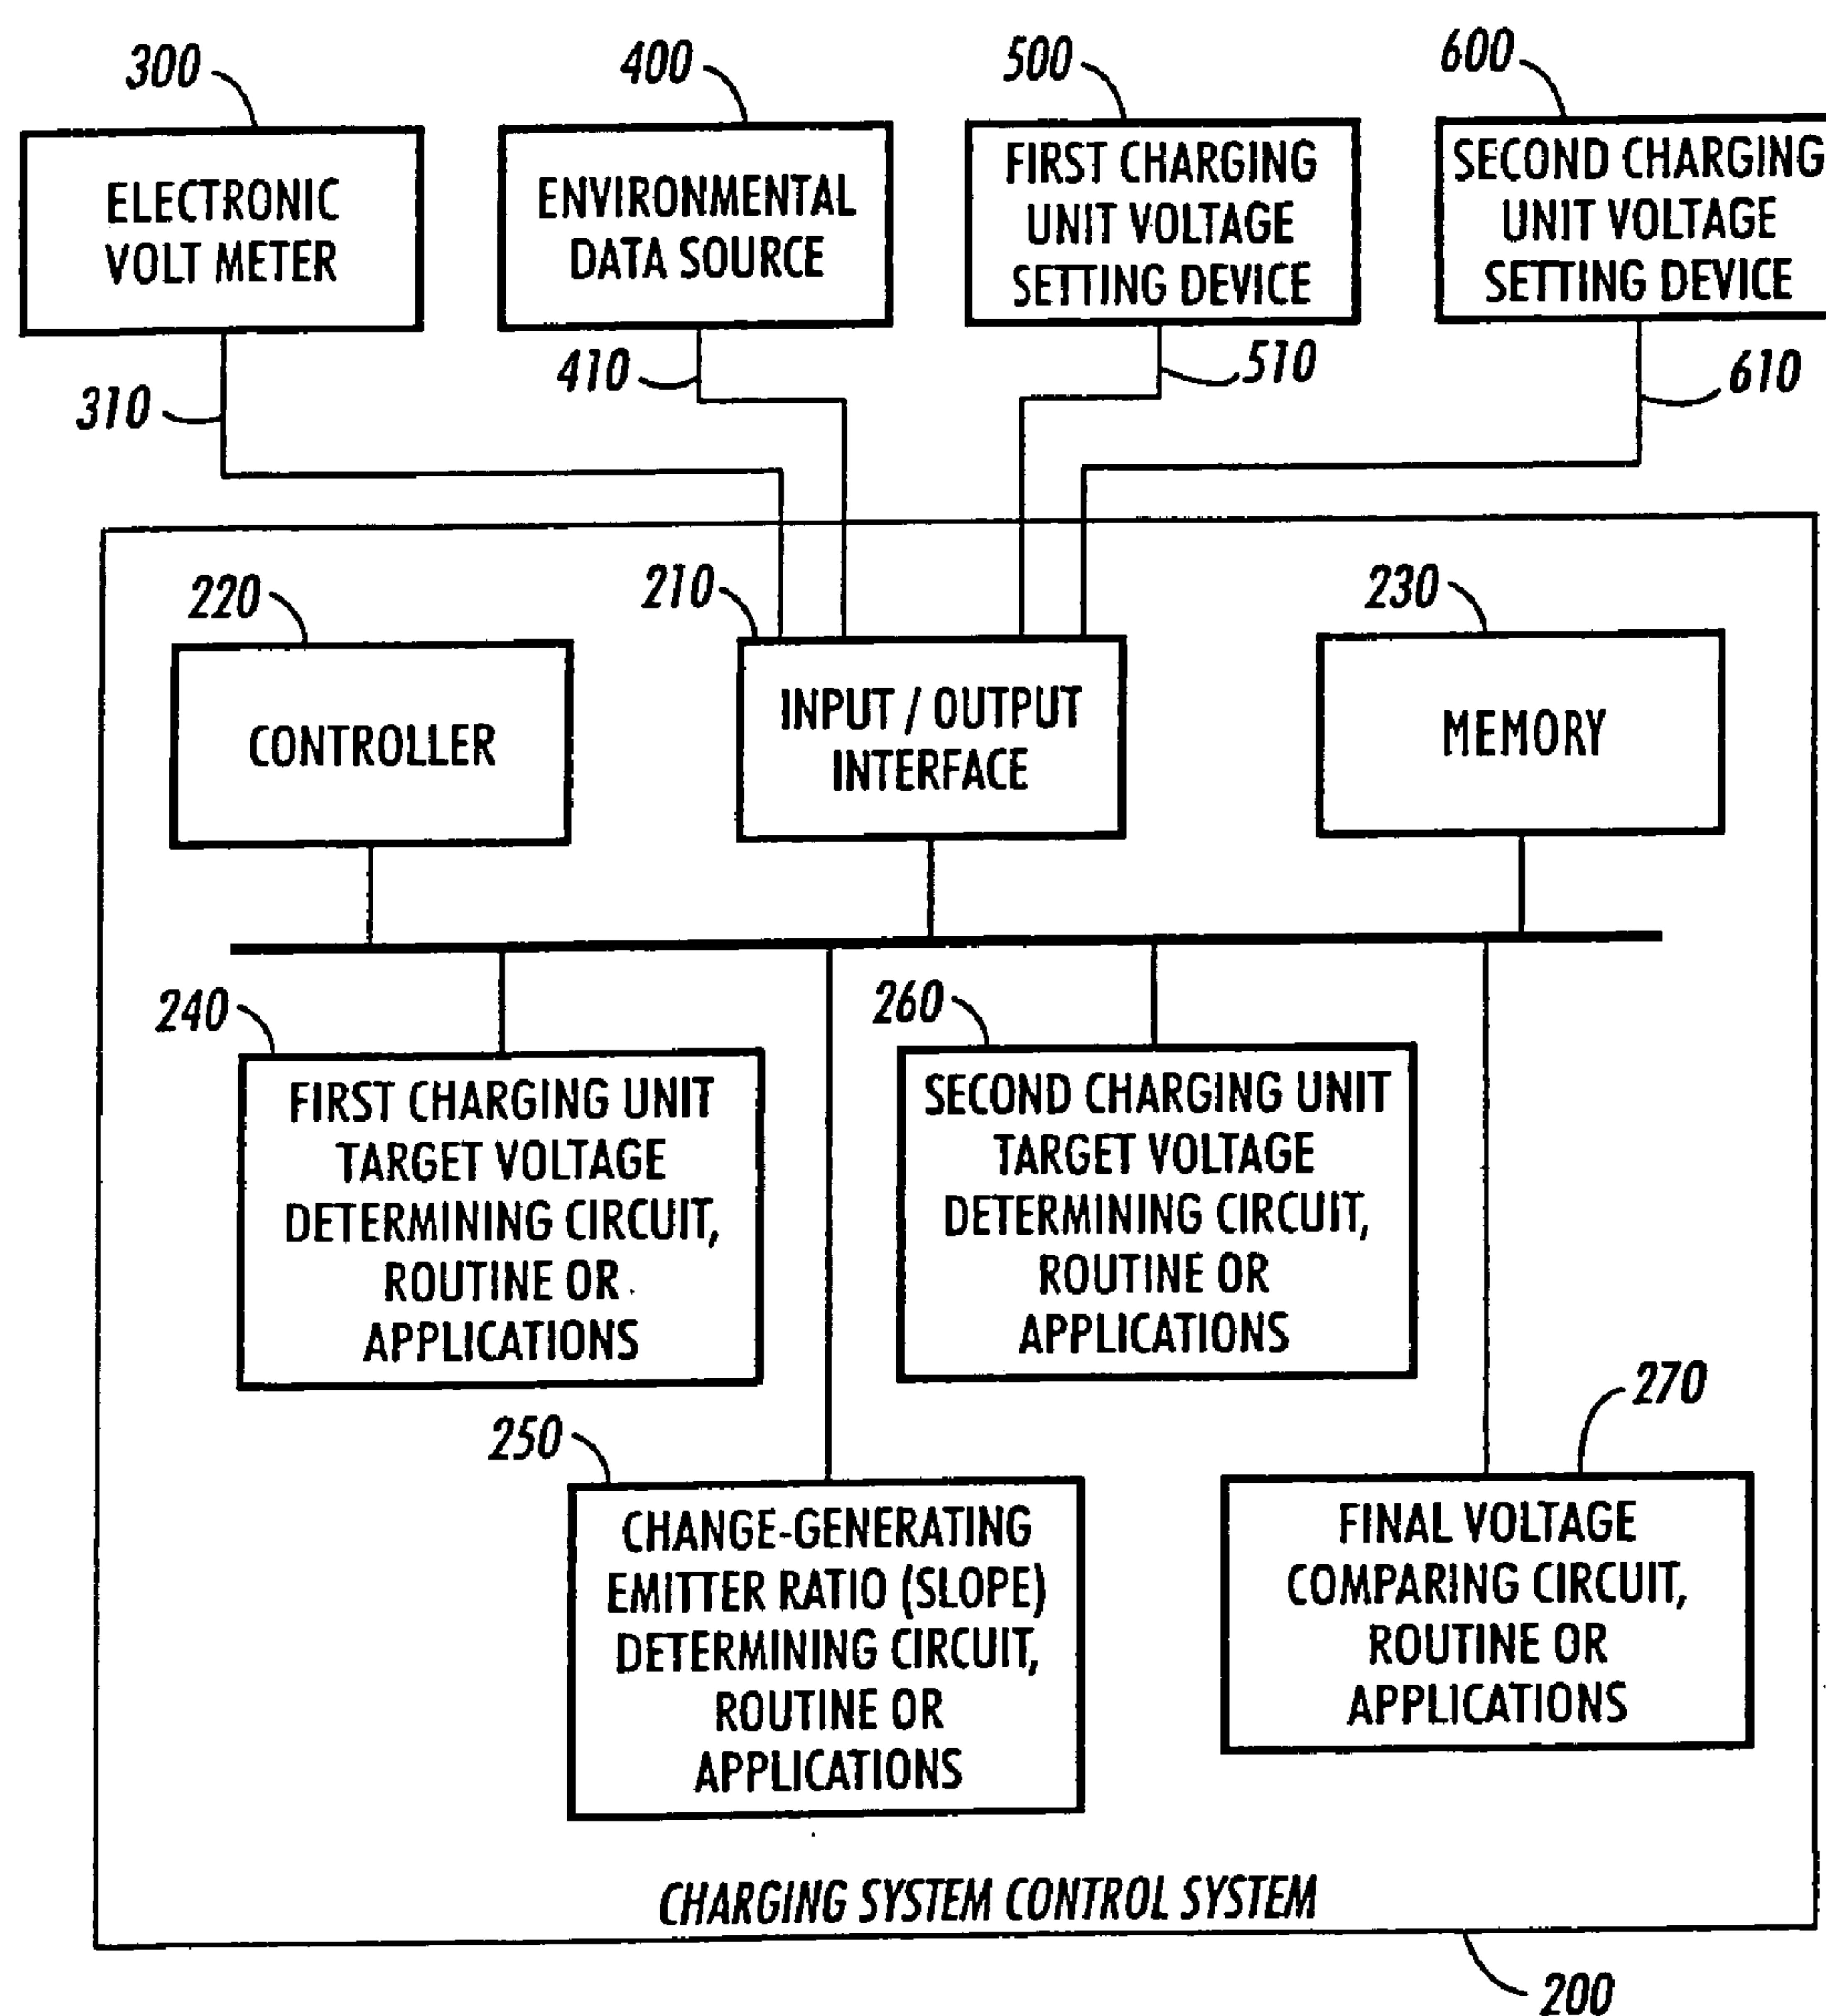 300
400
500
600
ELECTRONIC
VOLT METER
ENVIRONMENTAL
DATA SOURCE
FIRST CHARGING
UNIT VOLTAGE
SETTING DEVICE
SECOND CHARGING
UNIT VOLTAGE
SETTING DEVICE
310
410
510
610
220
210
230
CONTROLLER
INPUT / OUTPUT
INTERFACE
MEMORY
240
260
FIRST CHARGING UNIT
TARGET VOLTAGE
DETERMINING CIRCUIT,
ROUTINE OR
APPLICATIONS
SECOND CHARGING UNIT
TARGET VOLTAGE
DETERMINING CIRCUIT,
ROUTINE OR
APPLICATIONS
250
270
CHANGE-GENERATING
EMITTER RATIO (SLOPE)
DETERMINING CIRCUIT,
ROUTINE OR
APPLICATIONS
FINAL VOLTAGE
COMPARING CIRCUIT,
ROUTINE OR
APPLICATIONS
CHARGING SYSTEM CONTROL SYSTEM
200